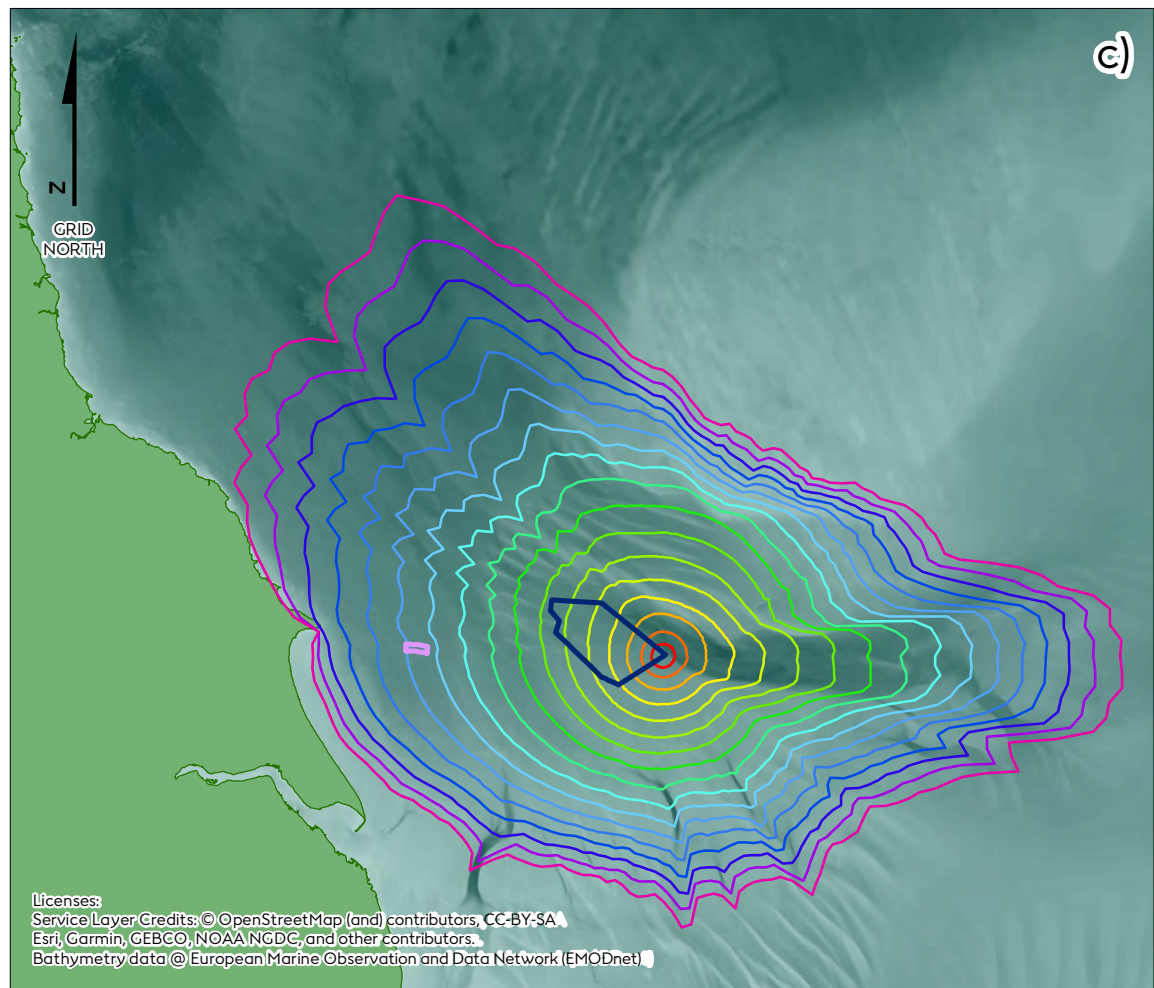 c)
N
GRID
NORTH
Licenses:
Service Layer Credits: © OpenStreetMap (and) contributors, CC-BY-SA
Esri, Garmin, GEBCO, NOAA NGDC, and other contributors.
Bathymetry data @ European Marine Observation and Data Network (EMODnet)